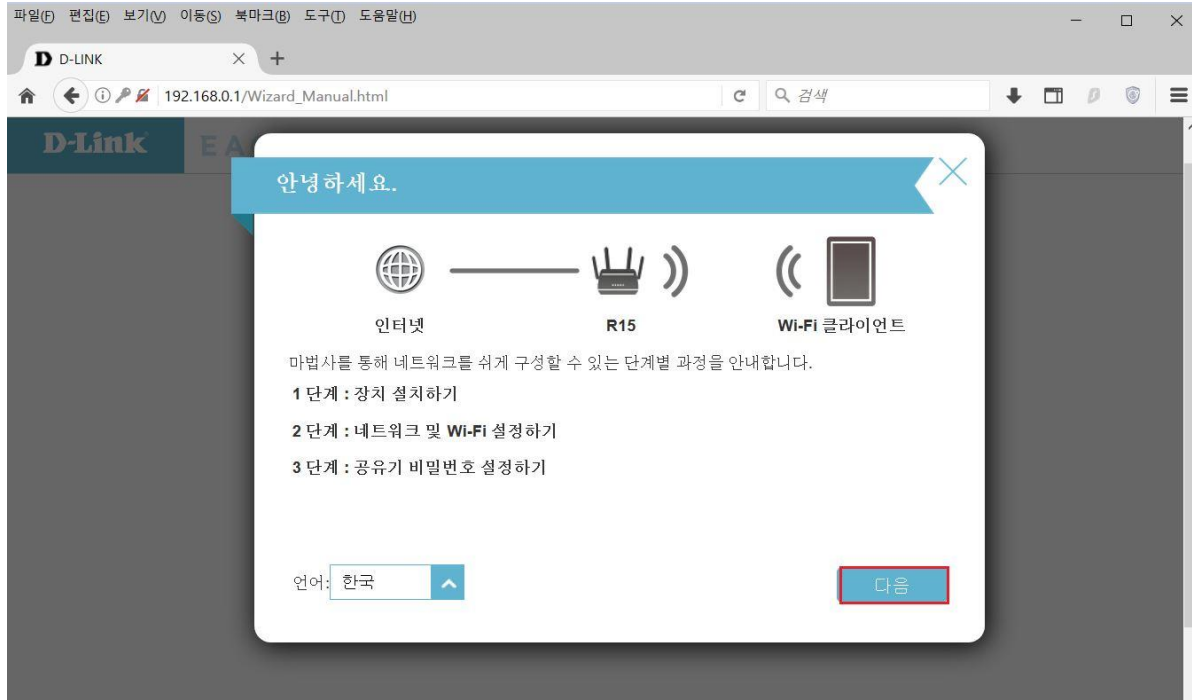 파일(F) 편집(E) 보기(V) 이동(S) 북마크(B) 도구(T) 도움말(H)
D-LINK
192.168.0.1/Wizard_Manual.html 검색
D-Link EA
안녕하세요.
인터넷 R15 Wi-Fi 클라이언트
마법사를 통해 네트워크를 쉬게 구성할 수 있는 단계별 과정을 안내합니다.
1 단계 : 장치 설치하기
2 단계 : 네트워크 및 Wi-Fi 설정하기
3 단계 : 공유기 비밀번호 설정하기
언어: 한국 다음